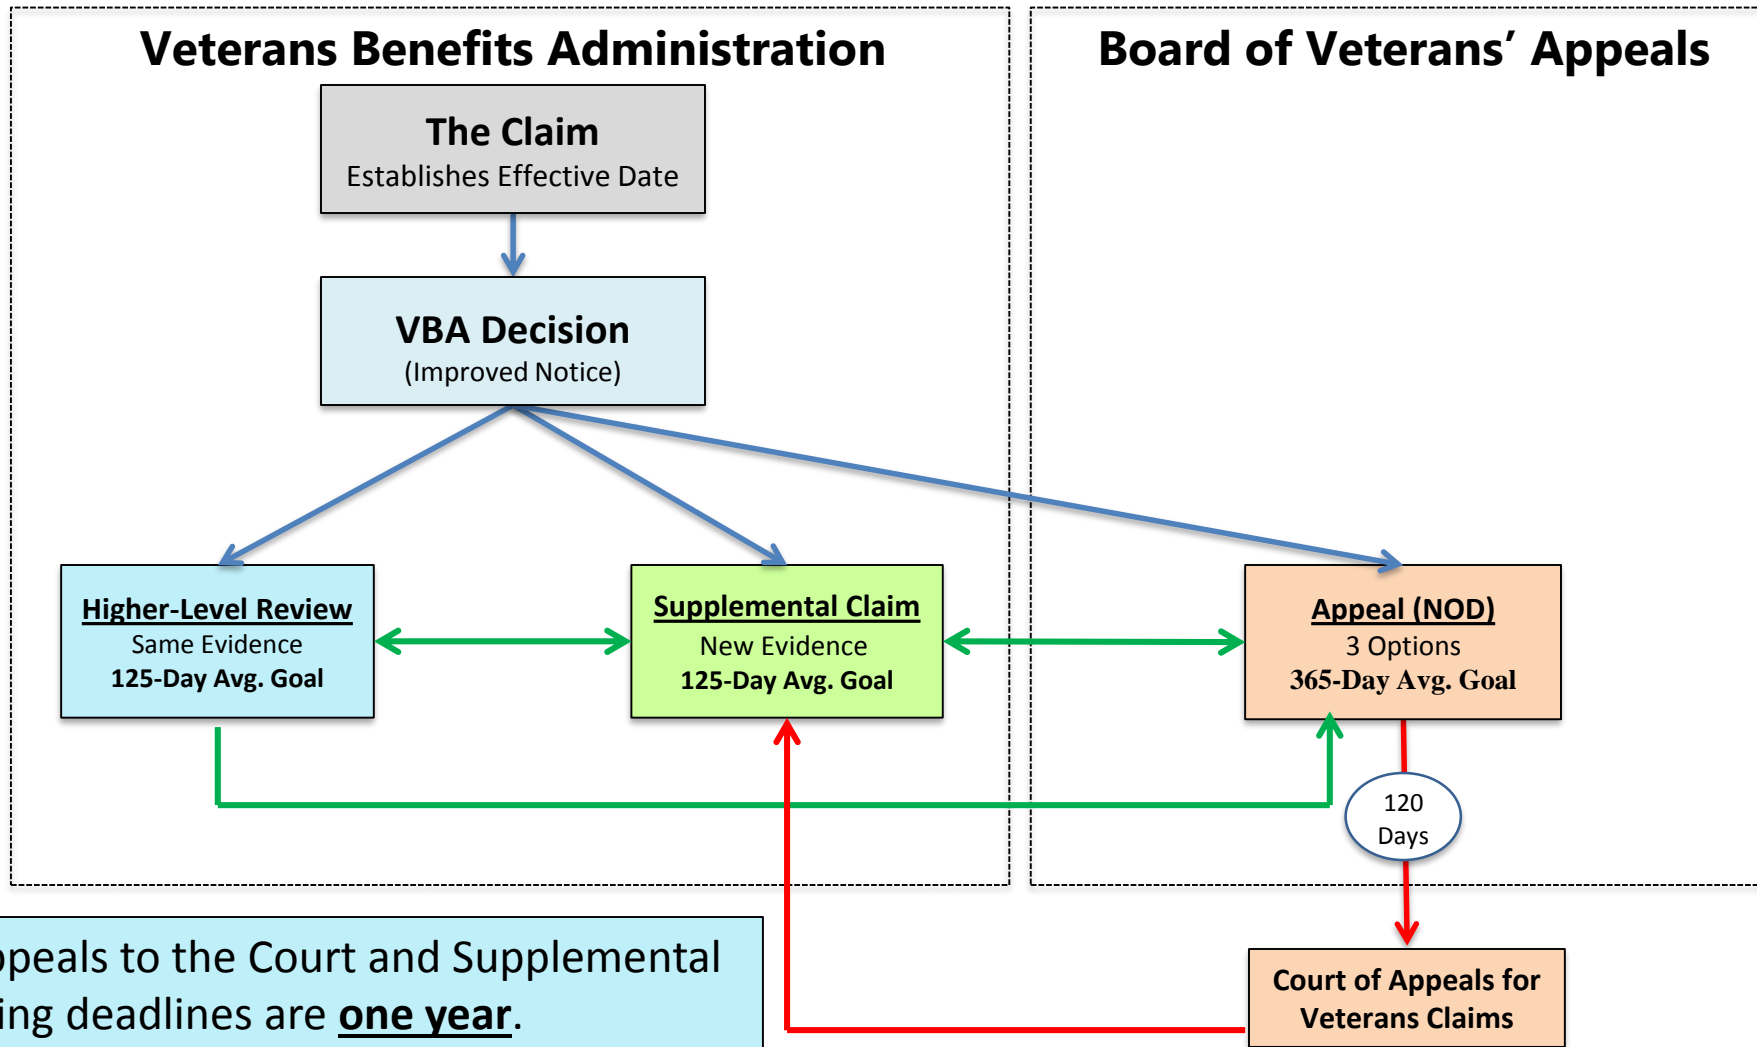 Veterans Benefits Administration
Board of Veterans’ Appeals
The Claim
Establishes Effective Date
VBA Decision
(Improved Notice)
Higher-Level Review
Same Evidence
125-Day Avg. Goal
Supplemental Claim
New Evidence
125-Day Avg. Goal
Appeal (NOD)
3 Options
365-Day Avg. Goal
120
Days
Court of Appeals for
Veterans Claims
to the Court and Supplemental
deadlines are one year.